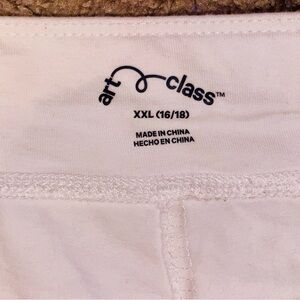 art class™
XXL (16/18)
MADE IN CHINA
HECHO EN CHINA